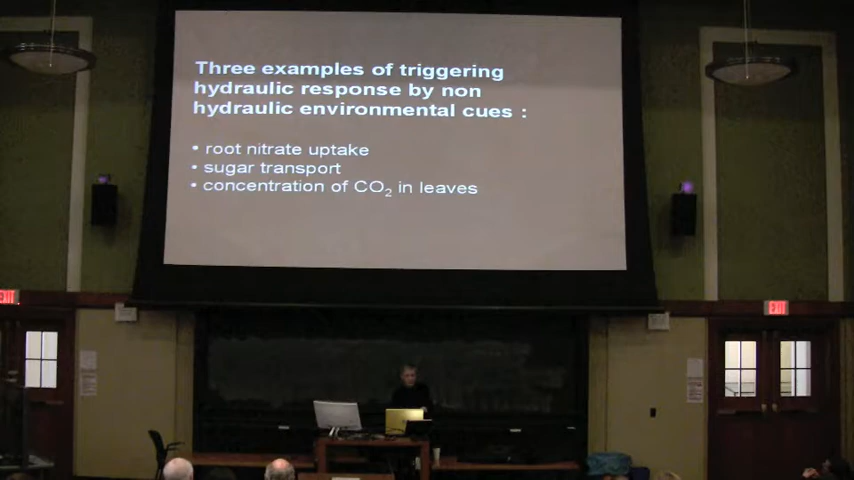 Three examples of triggering
hydraulic response by non
hydraulic environmental cues :
• root nitrate uptake
• sugar transport
• concentration of CO₂ in leaves
EXIT
EXIT